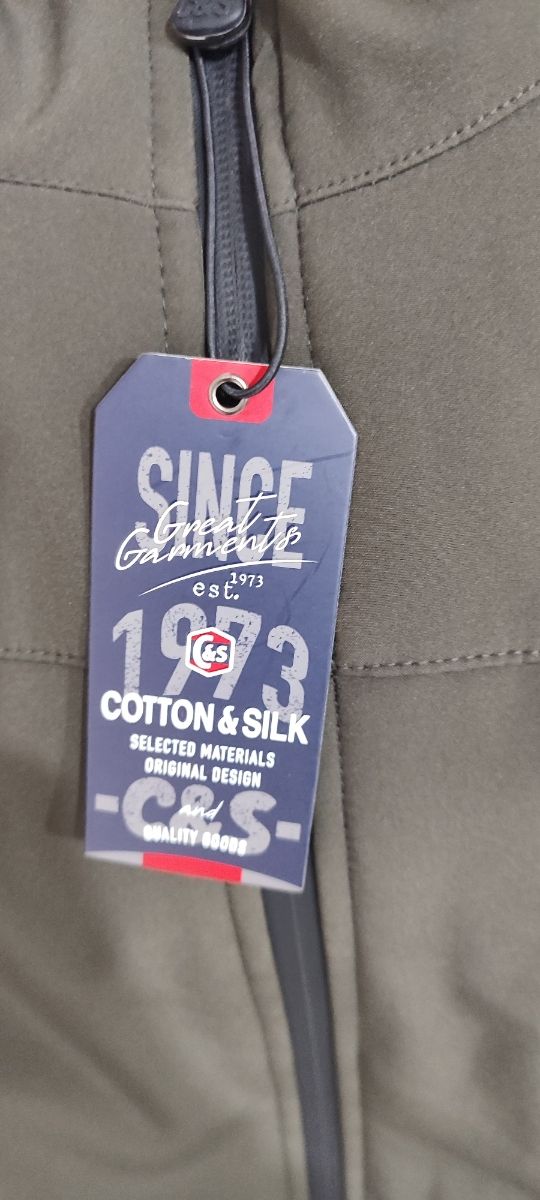 SINCE
Great
Garments
est. 1973
1973
C&S
COTTON & SILK
SELECTED MATERIALS
ORIGINAL DESIGN
-C&S-
and
QUALITY GOODS